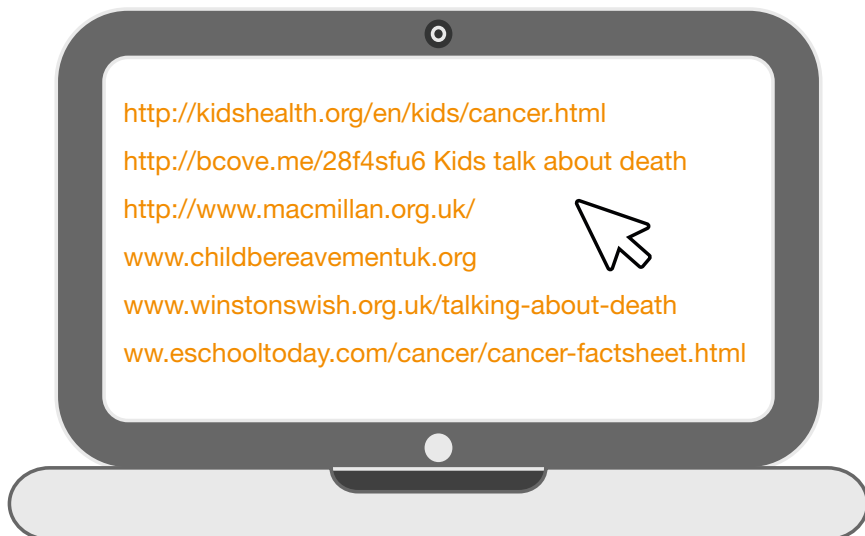 http://kidshealth.org/en/kids/cancer.html
http://bcove.me/28f4sfu6 Kids talk about death
http://www.macmillan.org.uk/
www.childbereavementuk.org
www.winstonswish.org.uk/talking-about-death
ww.eschooltoday.com/cancer/cancer-factsheet.html